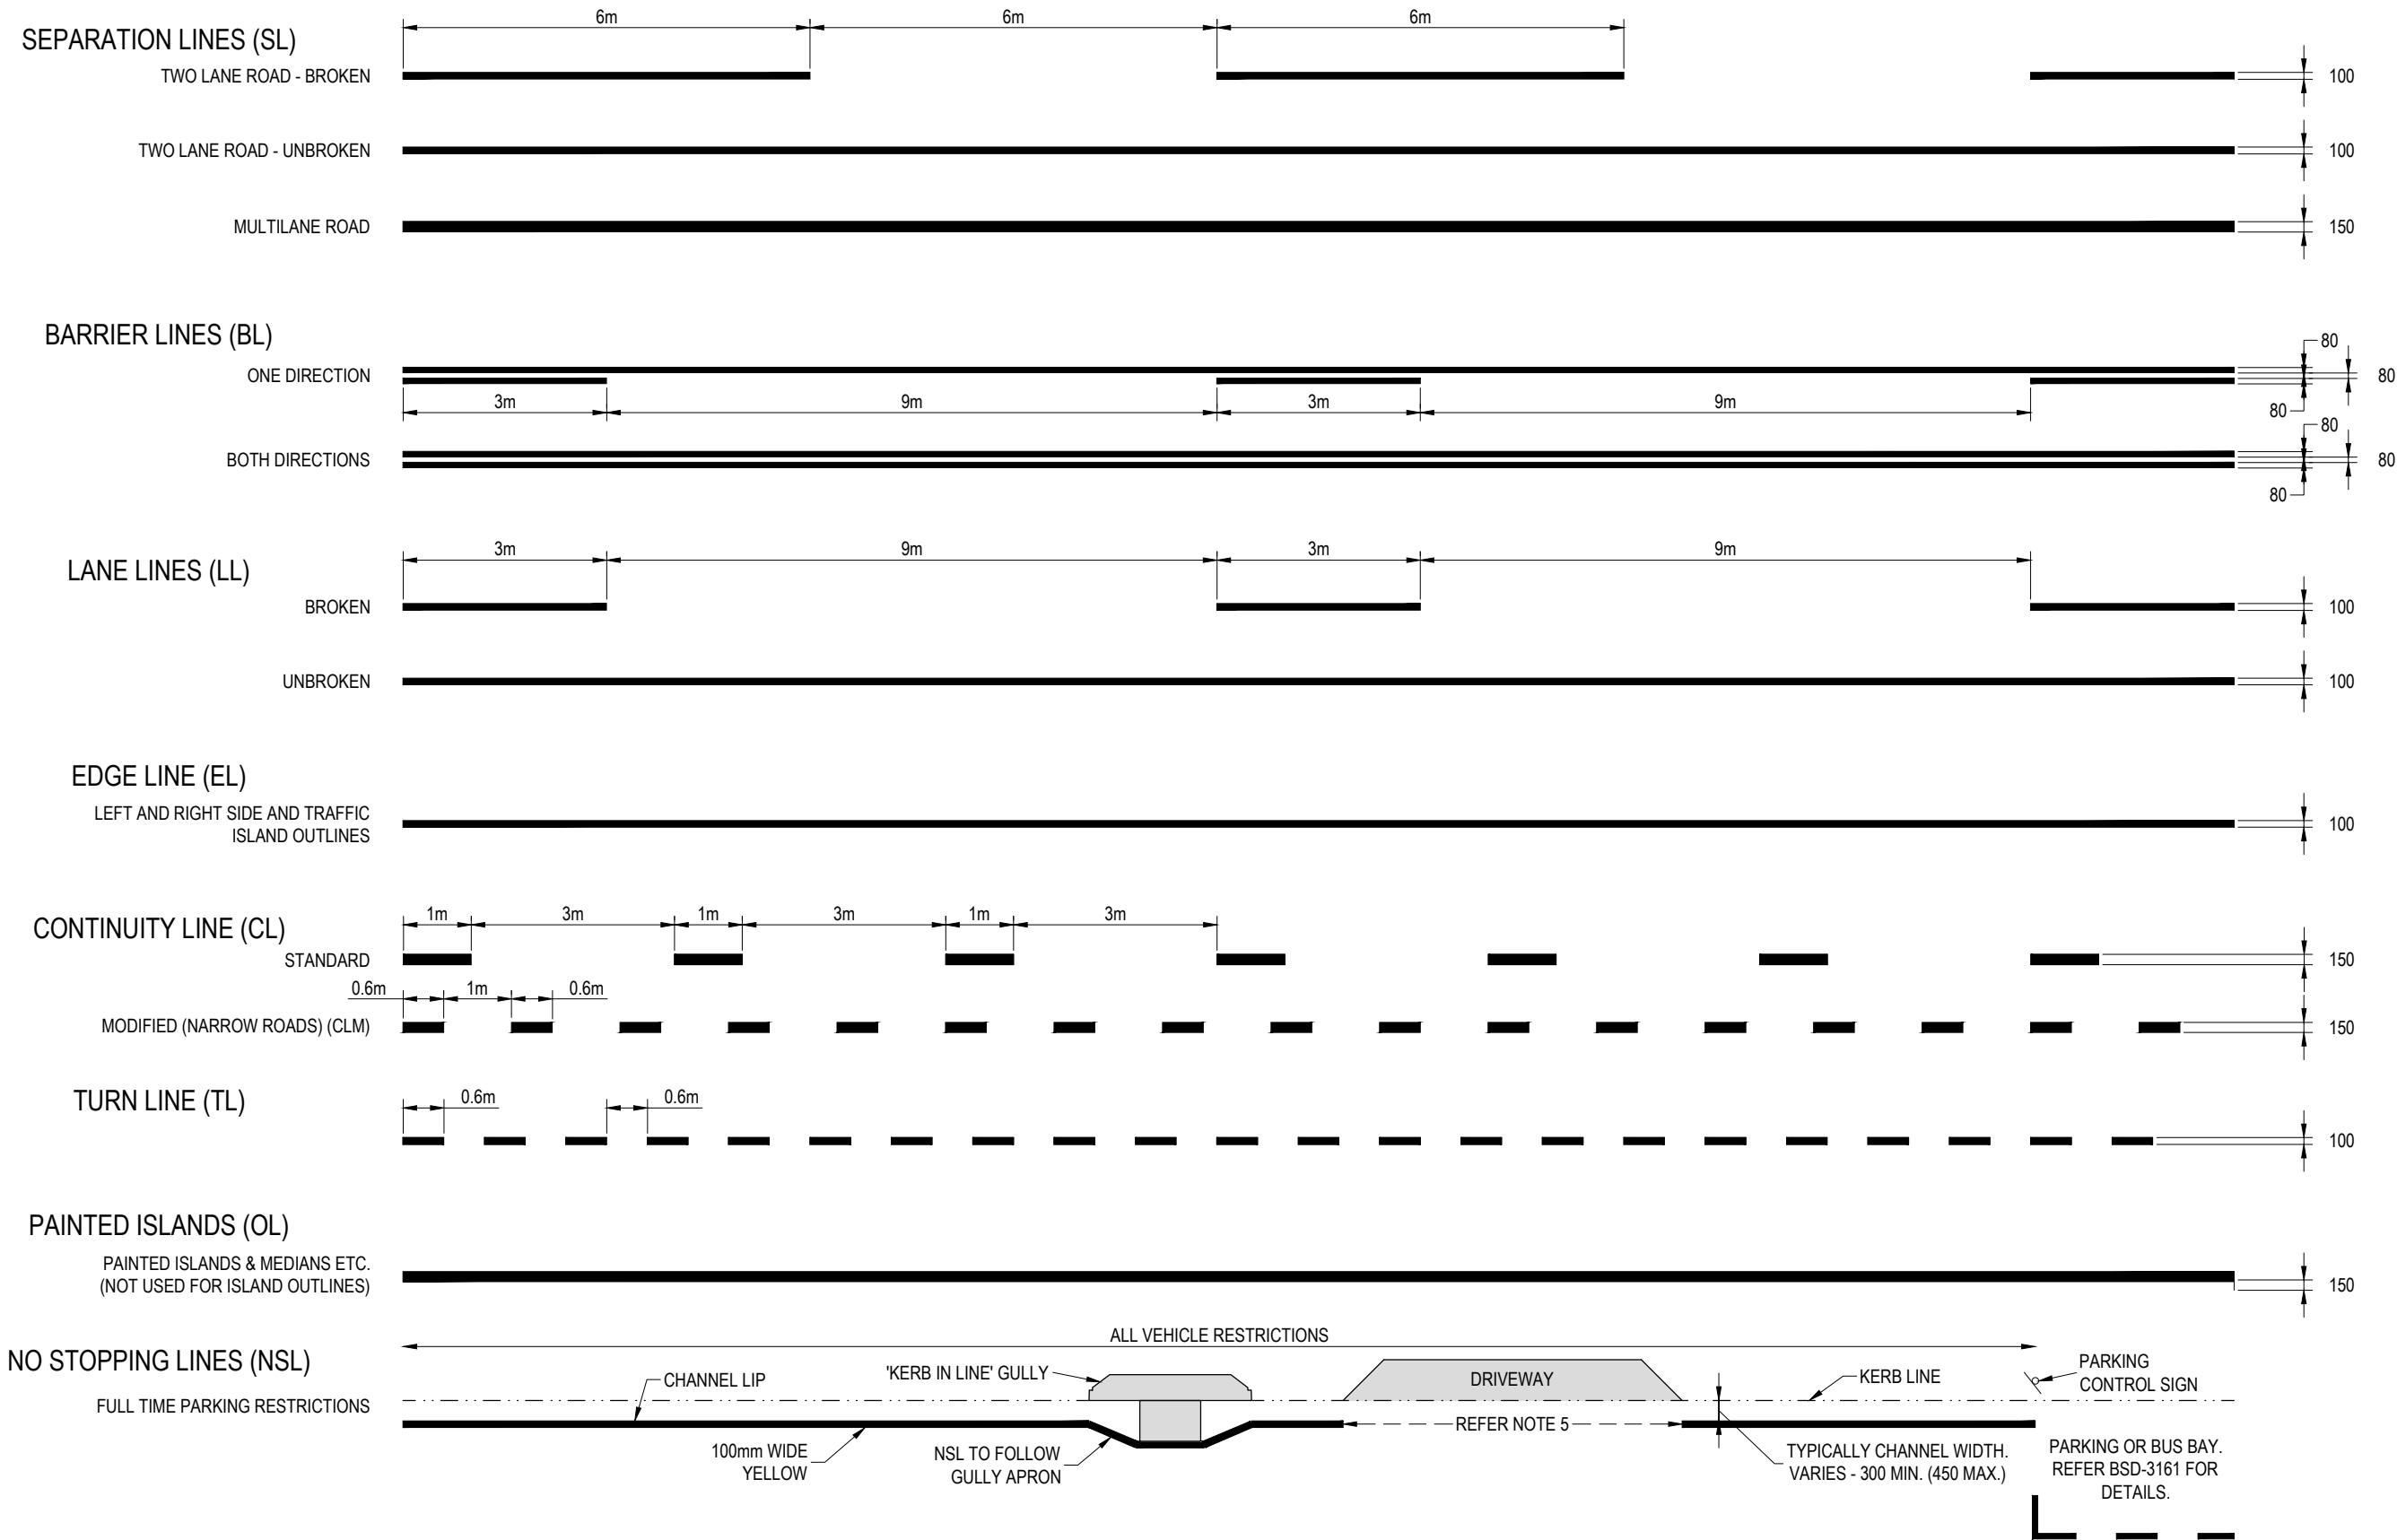 6m 6m 6m
SEPARATION LINES (SL)
TWO LANE ROAD - BROKEN 100
TWO LANE ROAD - UNBROKEN 100
MULTILANE ROAD 150
BARRIER LINES (BL)
80
ONE DIRECTION 80
3m 9m 3m 9m
80
80
BOTH DIRECTIONS 80
80
3m 9m 3m 9m
LANE LINES (LL)
BROKEN 100
UNBROKEN 100
EDGE LINE (EL)
LEFT AND RIGHT SIDE AND TRAFFIC
ISLAND OUTLINES
100
1m 3m 1m 3m 1m 3m
CONTINUITY LINE (CL)
STANDARD 150
0.6m 1m 0.6m
MODIFIED (NARROW ROADS) (CLM) 150
TURN LINE (TL)
0.6m 0.6m
100
PAINTED ISLANDS (OL)
PAINTED ISLANDS & MEDIANS ETC.
(NOT USED FOR ISLAND OUTLINES)
150
ALL VEHICLE RESTRICTIONS
NO STOPPING LINES (NSL)
FULL TIME PARKING RESTRICTIONS
CHANNEL LIP
'KERB IN LINE' GULLY
DRIVEWAY
KERB LINE
PARKING
CONTROL SIGN
REFER NOTE 5
100mm WIDE
YELLOW
NSL TO FOLLOW
GULLY APRON
TYPICALLY CHANNEL WIDTH.
VARIES - 300 MIN. (450 MAX.)
PARKING OR BUS BAY.
REFER BSD-3161 FOR
DETAILS.